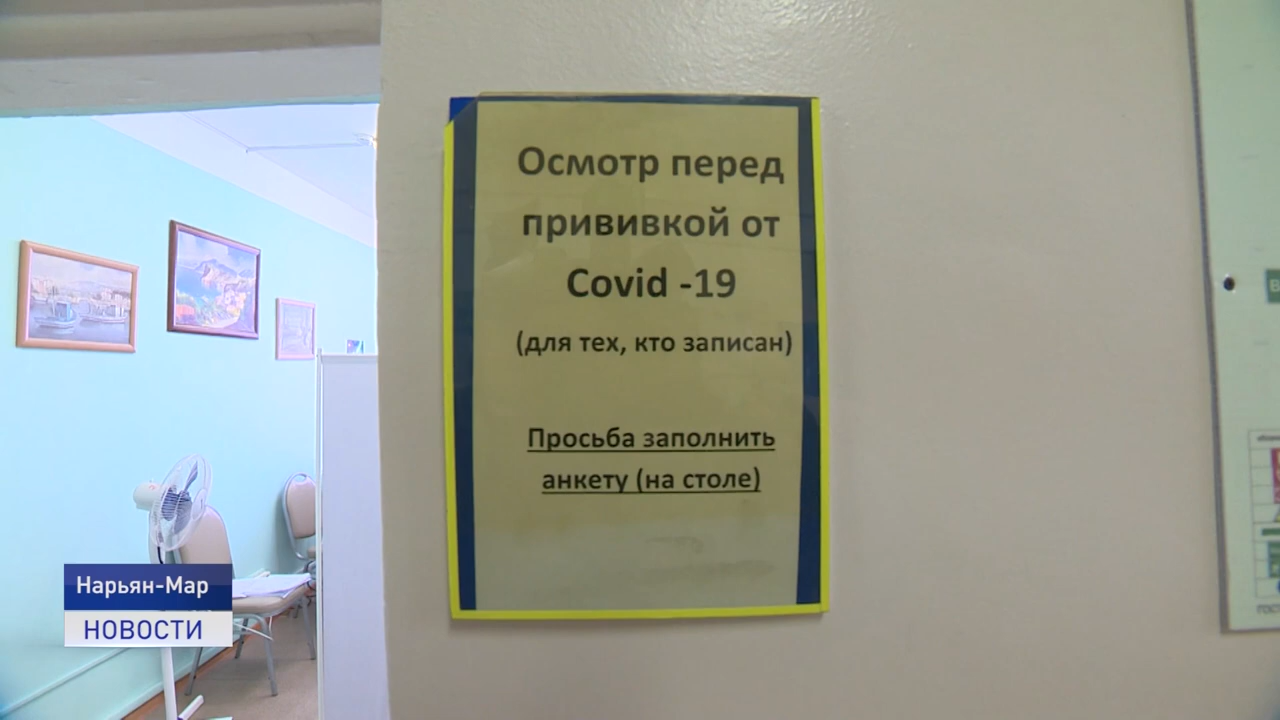 Осмотр перед
прививкой от
Covid -19
(для тех, кто записан)
Просьба заполнить
анкету (на столе)
Нарьян-Мар
НОВОСТИ